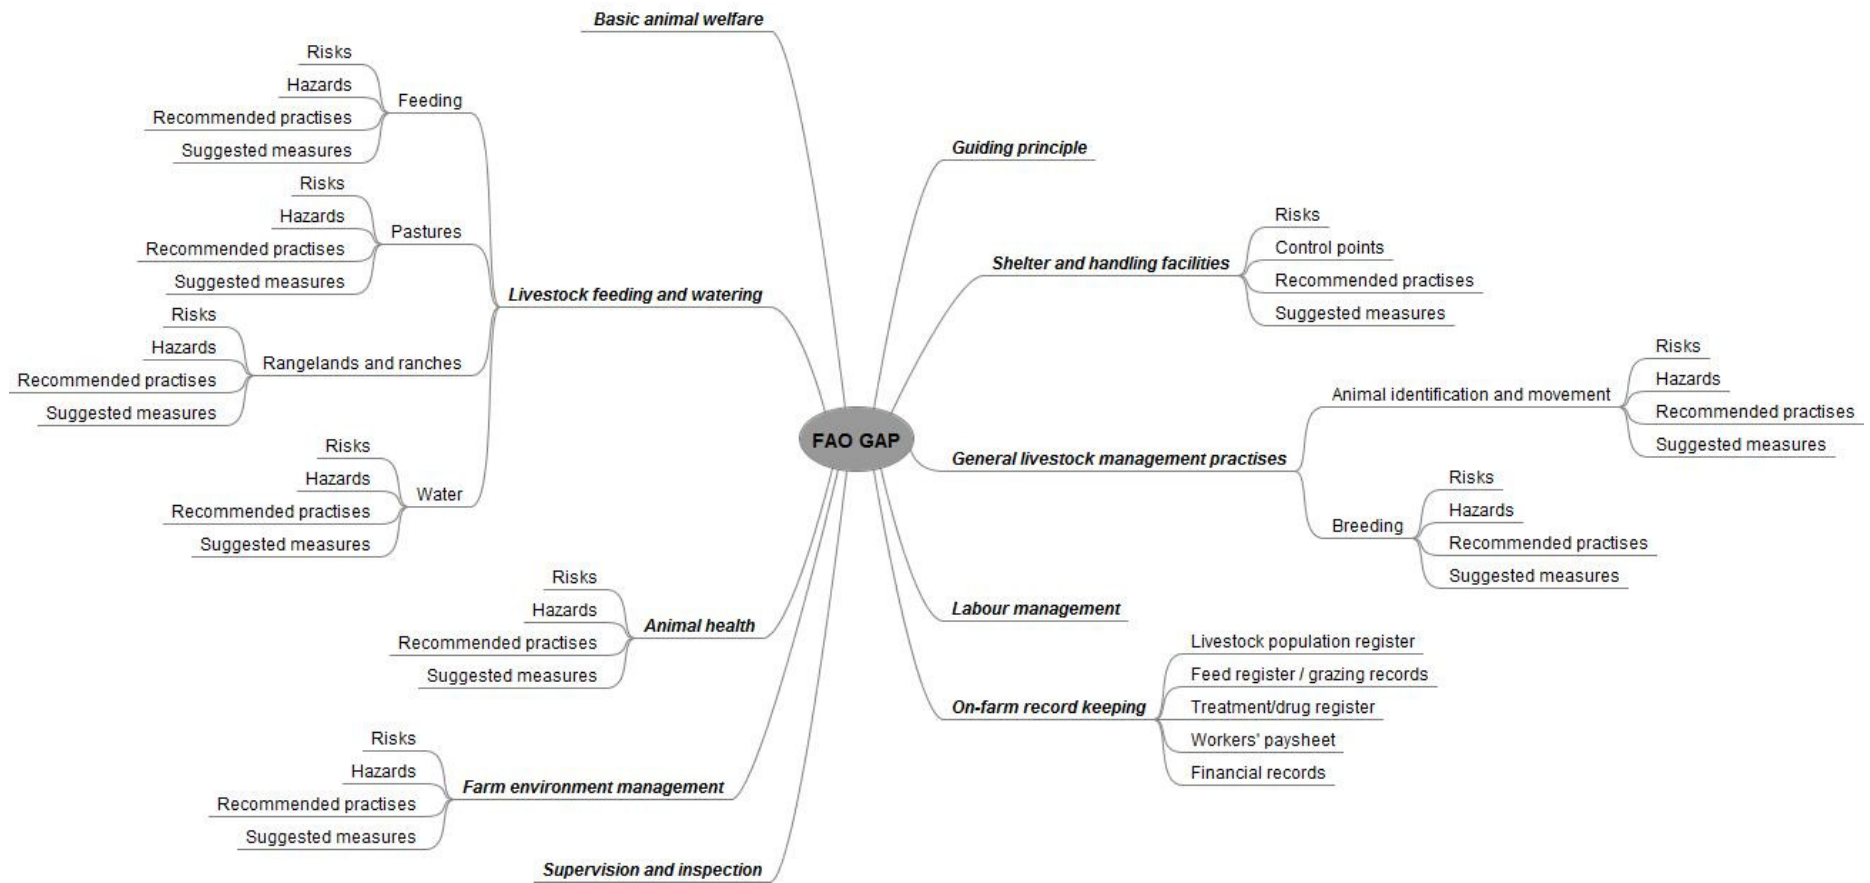 Basic animal welfare
Risks
Hazards
Feeding
Recommended practises
Suggested measures
Risks
Hazards
Pastures
Recommended practises
Suggested measures
Livestock feeding and watering
Risks
Hazards
Rangelands and ranches
Recommended practises
Suggested measures
Risks
Hazards
Water
Recommended practises
Suggested measures
Risks
Hazards
Animal health
Recommended practises
Suggested measures
Risks
Hazards
Farm environment management
Recommended practises
Suggested measures
Supervision and inspection
FAO GAP
Guiding principle
Shelter and handling facilities
Risks
Control points
Recommended practises
Suggested measures
General livestock management practises
Animal identification and movement
Risks
Hazards
Recommended practises
Suggested measures
Breeding
Risks
Hazards
Recommended practises
Suggested measures
Labour management
On-farm record keeping
Livestock population register
Feed register / grazing records
Treatment/drug register
Workers' paysheet
Financial records